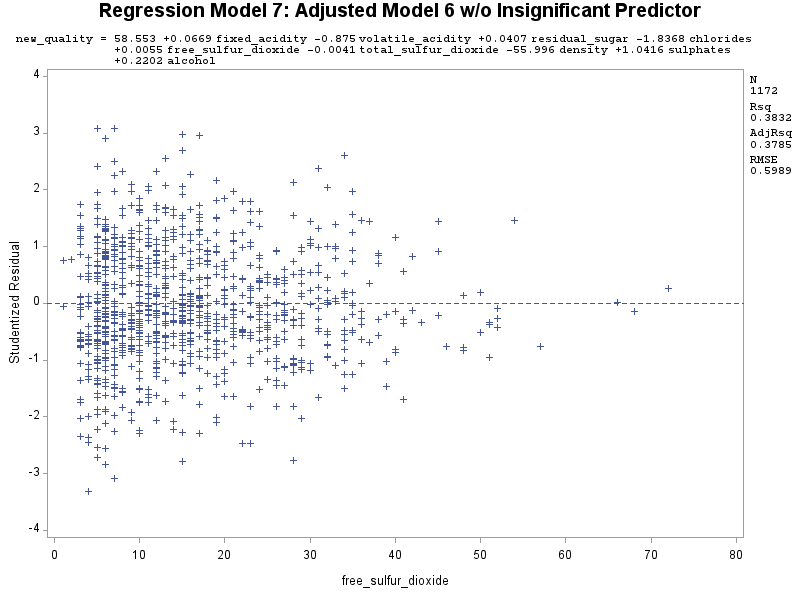 Regression Model 7: Adjusted Model 6 w/o Insignificant Predictor
new_quality = 58.553 +0.0669 fixed_acidity -0.875 volatile_acidity +0.0407 residual_sugar -1.8368 chlorides
+0.0055 free_sulfur_dioxide -0.0041 total_sulfur_dioxide -55.996 density +1.0416 sulphates
+0.2202 alcohol
N
1172
Rsq
0.3832
AdjRsq
0.3785
RMSE
0.5989
Studentized Residual
4
3
2
1
0
-1
-2
-3
-4
0 10 20 30 40 50 60 70 80
free_sulfur_dioxide